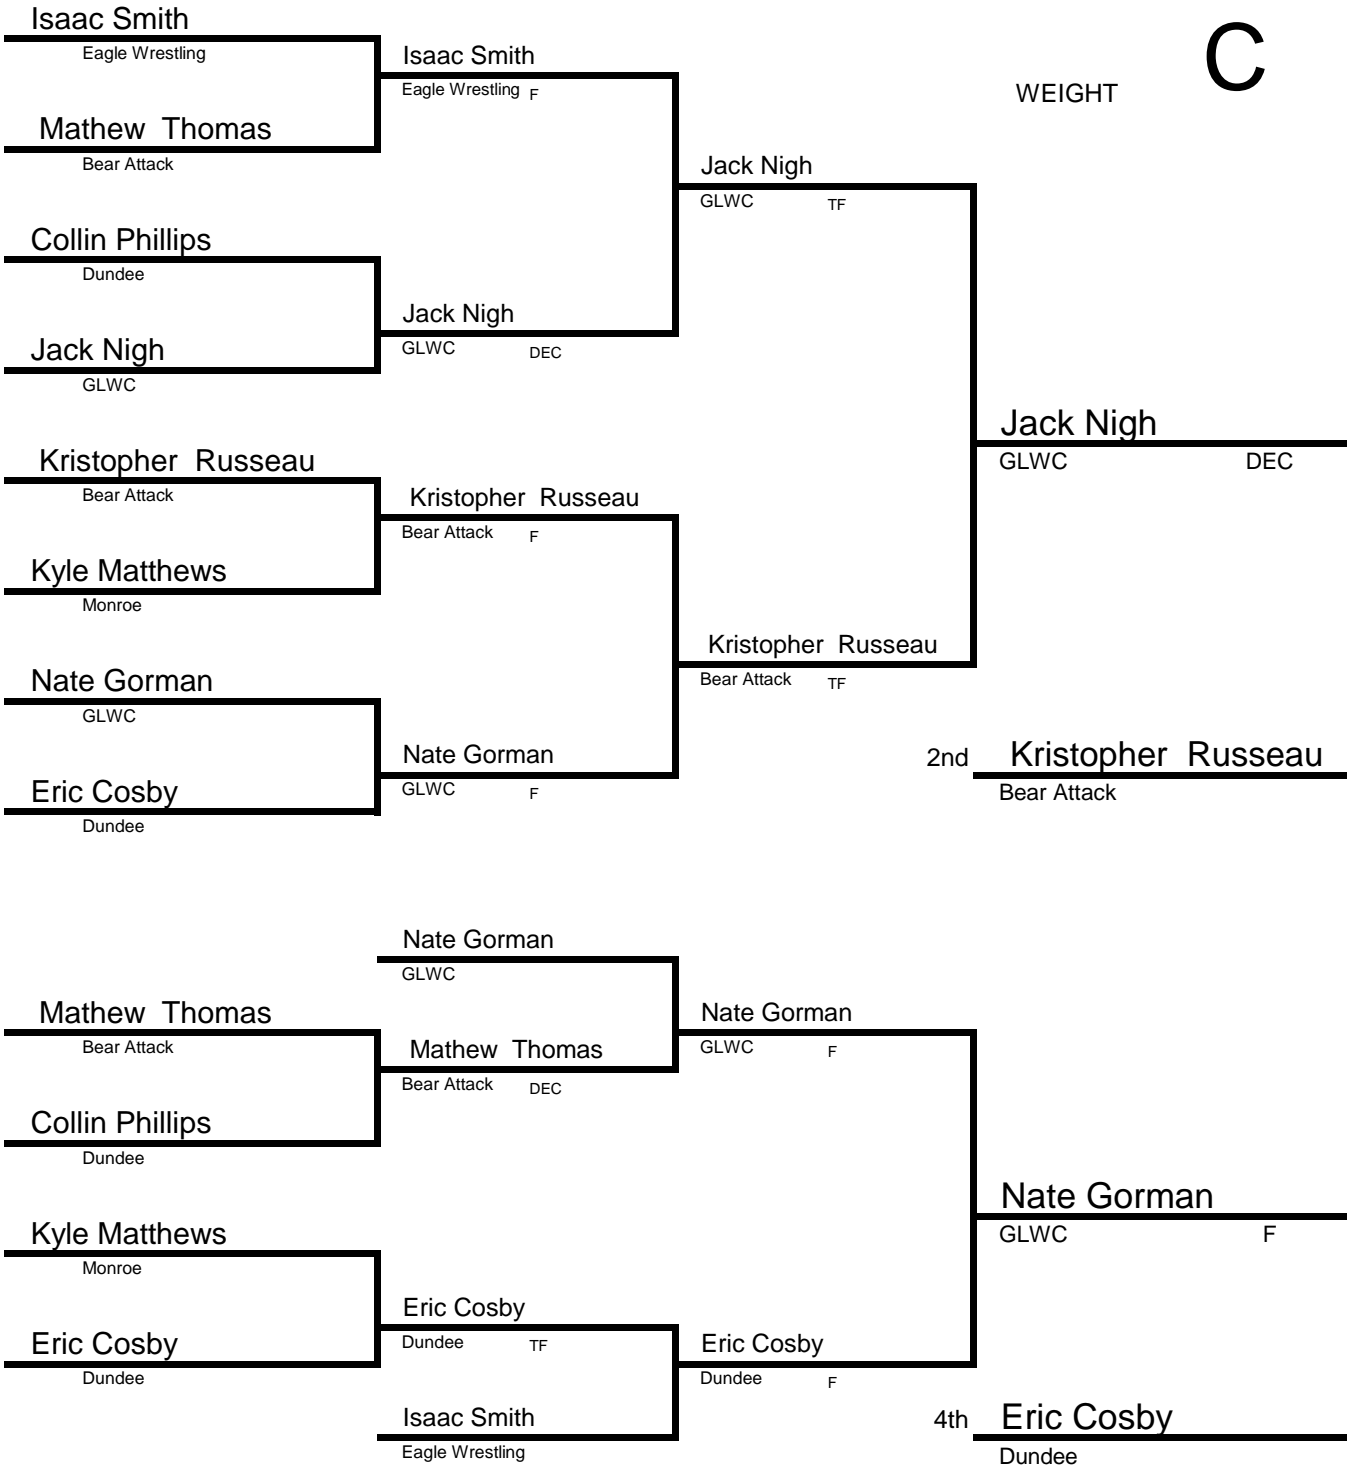 Isaac Smith
Eagle Wrestling
Isaac Smith
Eagle Wrestling F
C
WEIGHT
Mathew Thomas
Bear Attack
Jack Nigh
GLWC TF
Collin Phillips
Dundee
Jack Nigh
GLWC DEC
Jack Nigh
GLWC
Jack Nigh
GLWC DEC
Kristopher Russeau
Bear Attack
Kristopher Russeau
Bear Attack F
Kyle Matthews
Monroe
Kristopher Russeau
Bear Attack TF
Nate Gorman
GLWC
Nate Gorman
GLWC F
2nd Kristopher Russeau
Bear Attack
Eric Cosby
Dundee
Nate Gorman
GLWC
Mathew Thomas
Bear Attack
Nate Gorman
GLWC F
Mathew Thomas
Bear Attack DEC
Collin Phillips
Dundee
Nate Gorman
GLWC F
Kyle Matthews
Monroe
Eric Cosby
Dundee TF
Eric Cosby
Dundee
Eric Cosby
Dundee F
Isaac Smith
Eagle Wrestling
4th Eric Cosby
Dundee